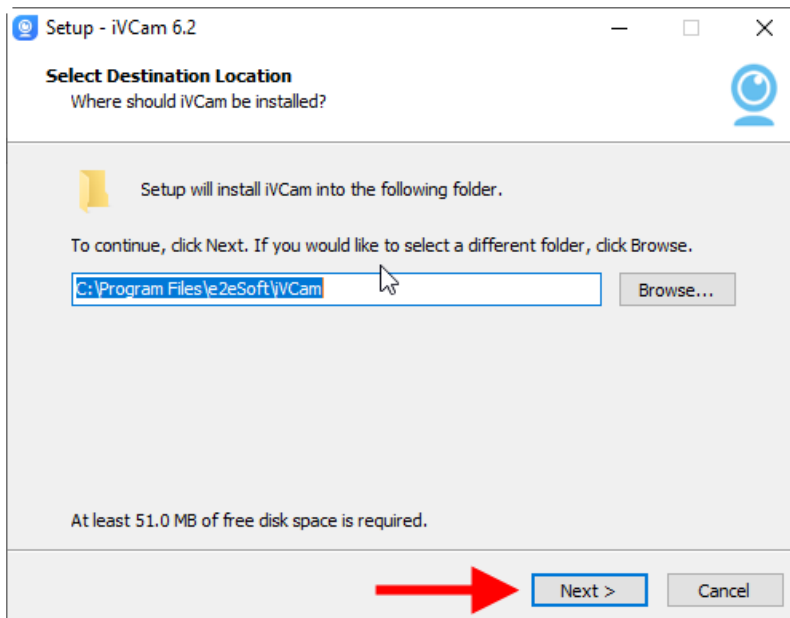 Setup - iVCam 6.2
Select Destination Location
Where should iVCam be installed?
Setup will install iVCam into the following folder.
To continue, click Next. If you would like to select a different folder, click Browse.
C:\Program Files\e2eSoft\iVCam
Browse...
At least 51.0 MB of free disk space is required.
Next >
Cancel